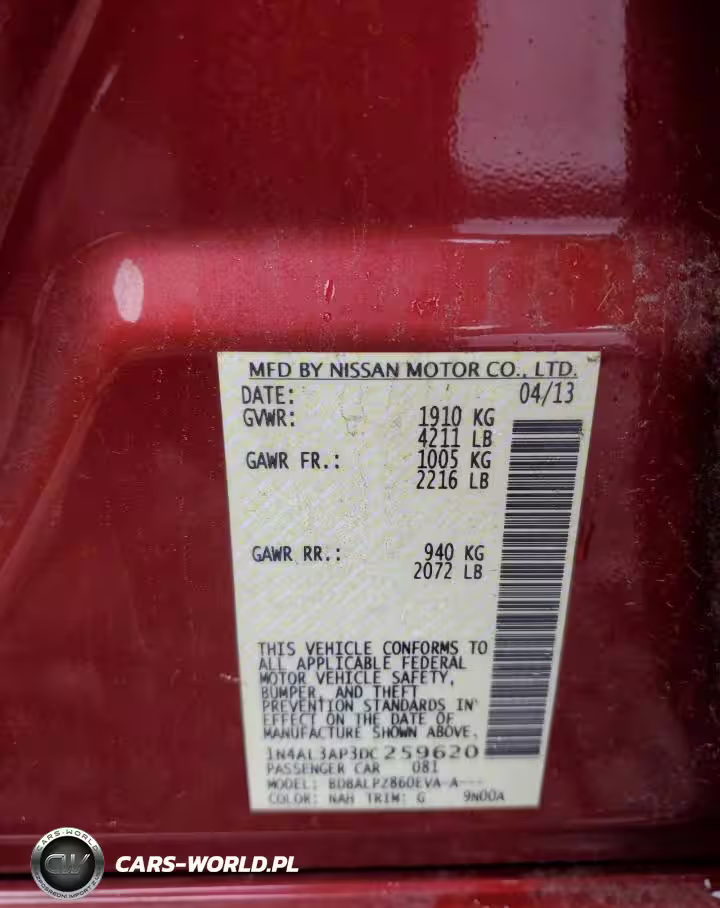 MFD BY NISSAN MOTOR CO., LTD.
DATE: 04/13
GVWR: 1910 KG
4211 LB
GAWR FR.: 1005 KG
2216 LB
GAWR RR.: 940 KG
2072 LB
THIS VEHICLE CONFORMS TO
ALL APPLICABLE FEDERAL
MOTOR VEHICLE SAFETY,
BUMPER, AND THEFT
PREVENTION STANDARDS IN
EFFECT ON THE DATE OF
MANUFACTURE SHOWN ABOVE.
1N4AL3AP3DC259620
PASSENGER CAR 081
MODEL: BDBALPZ860EVA-A---
COLOR: NAH TRIM: G 9N00A
CARS-WORLD
CW
CARS-WORLD.PL